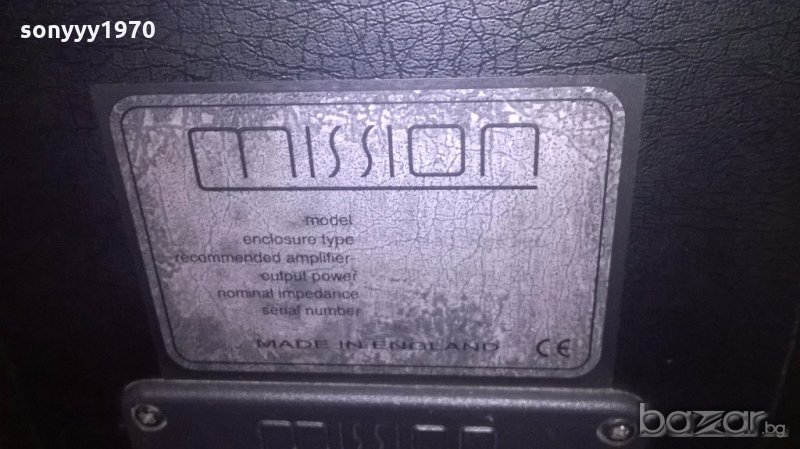 sonyyy1970
mission
model
enclosure type
recommended amplifier-
output power
nominal impedance
serial number
MADE IN ENGLAND CE
mission
bazar.bg